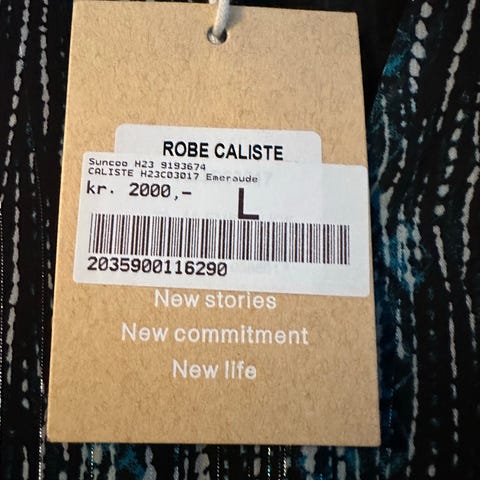 ROBE CALISTE
Suncoo H23 9193674
CALISTE H23C03017 Emeraude
kr. 2000,-
L
2035900116290
New stories
New commitment
New life